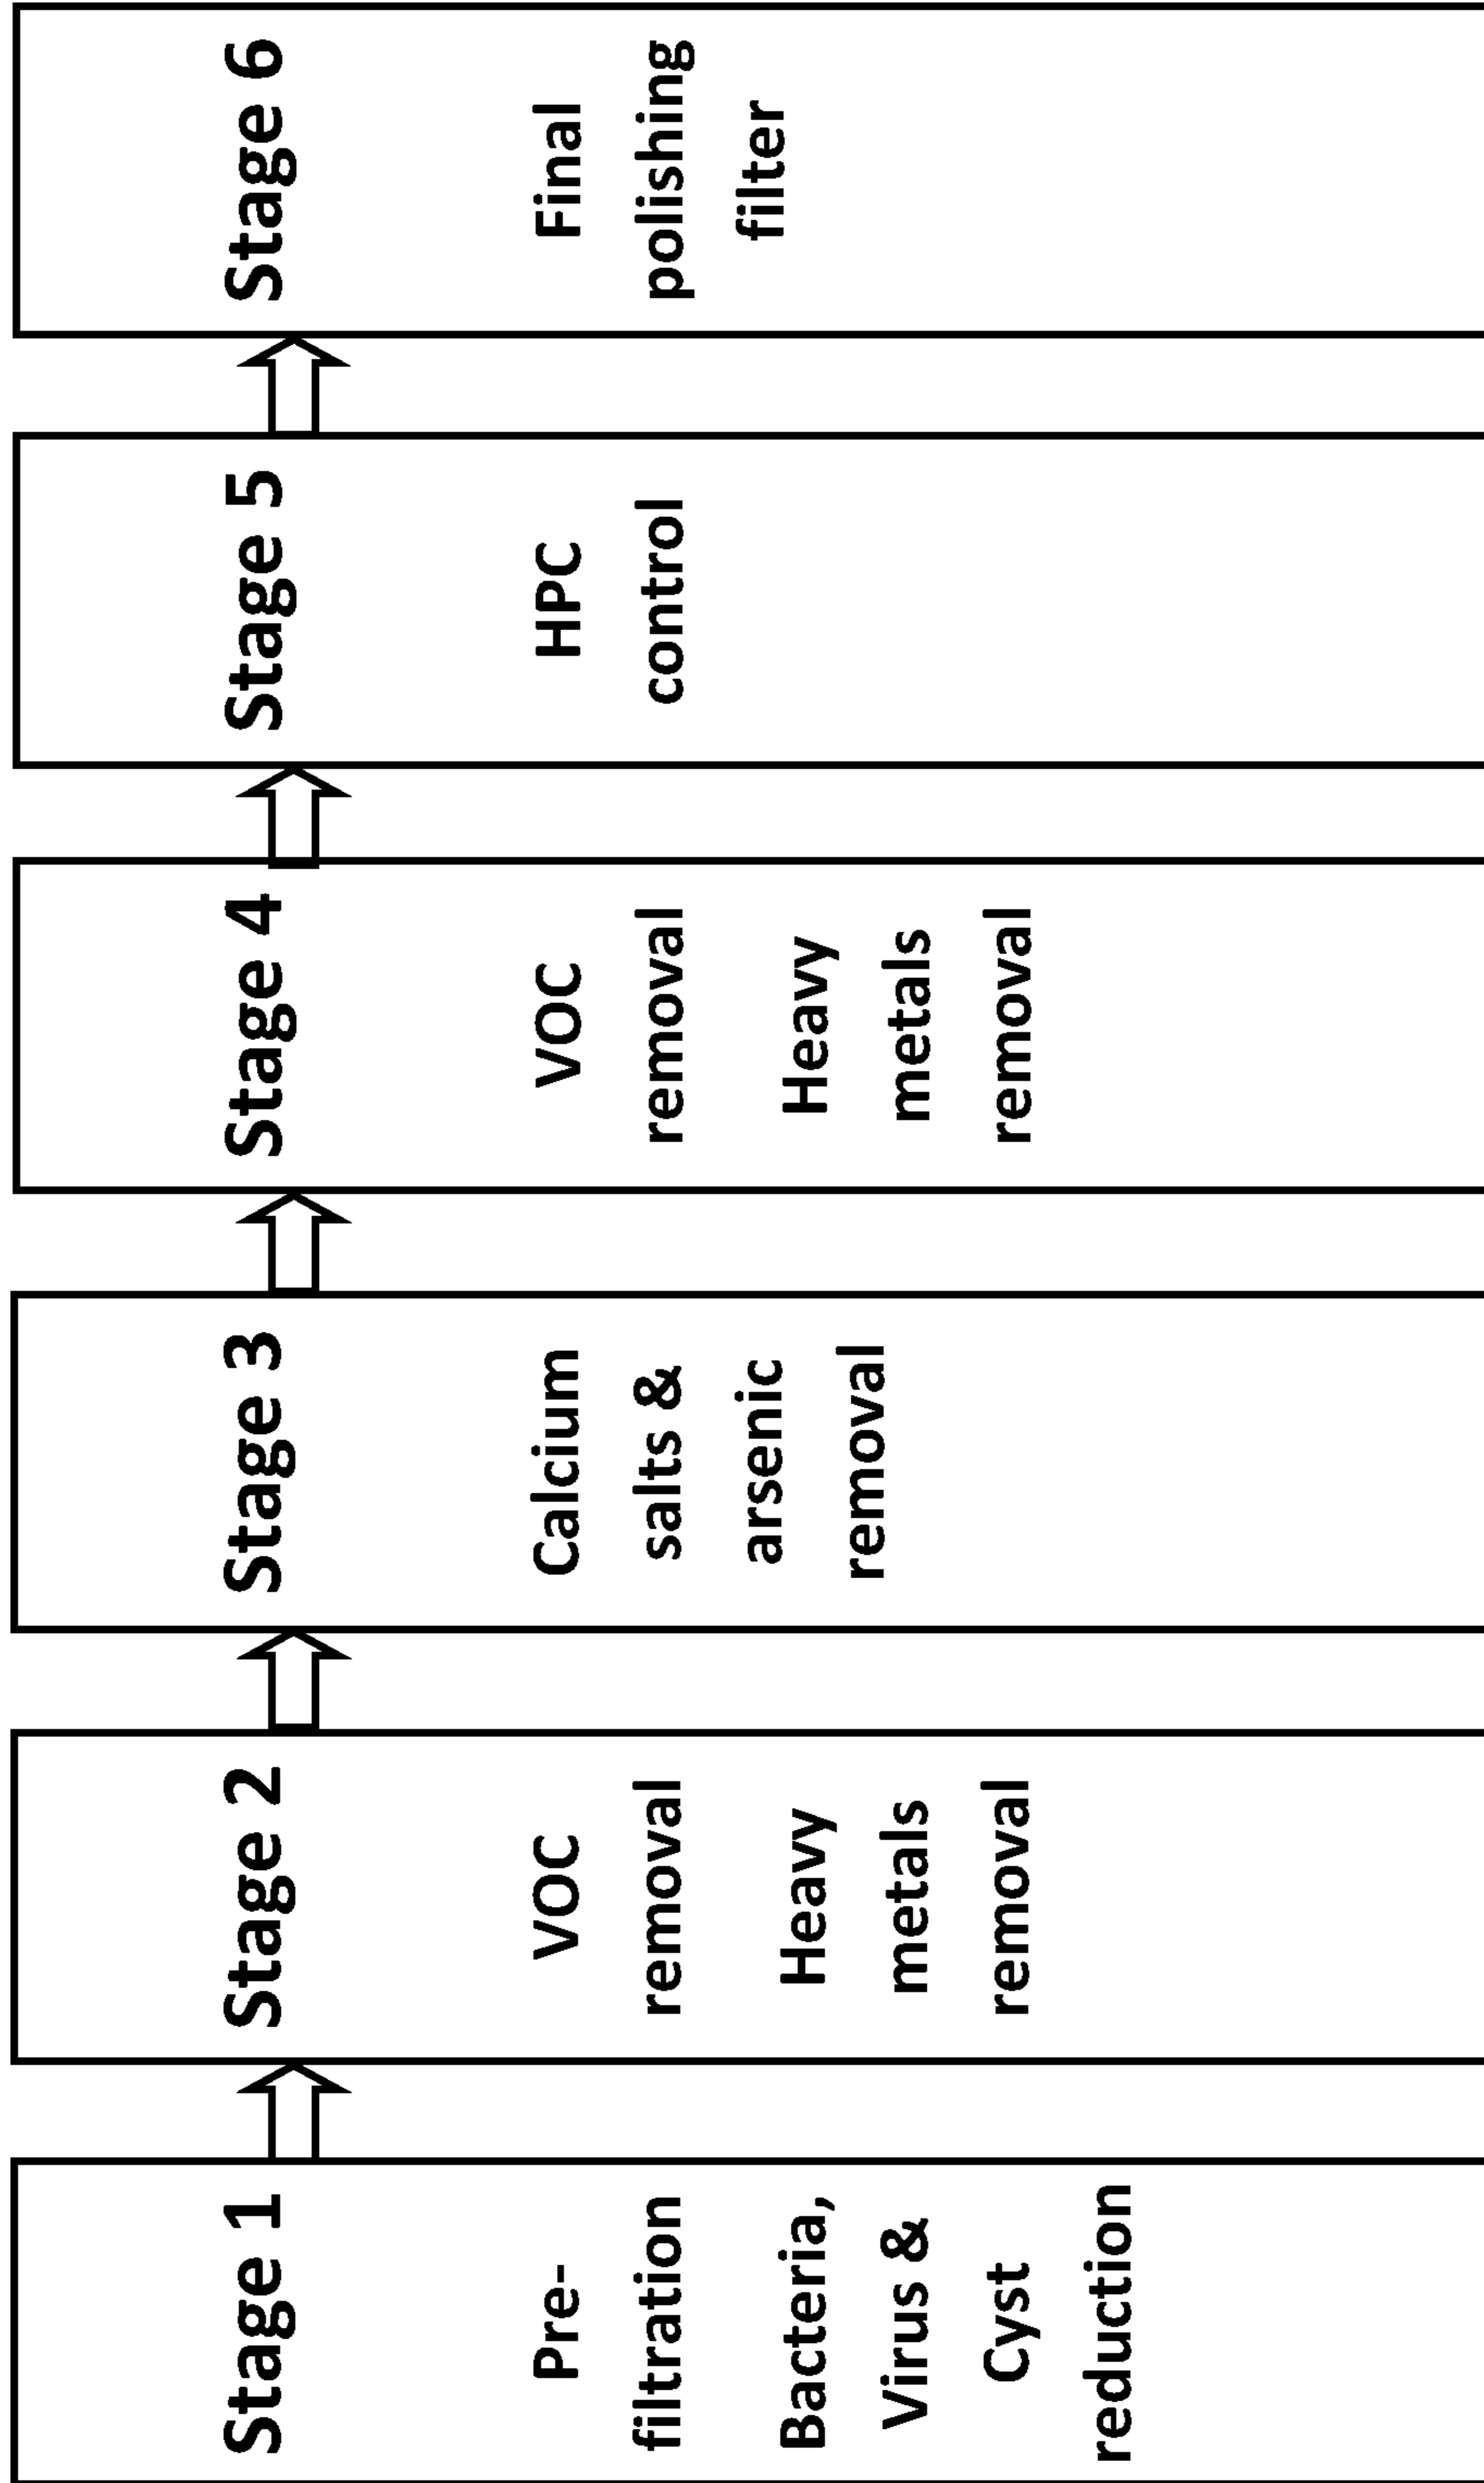 Stage 1
Pre-
filtration
Bacteria,
Virus &
Cyst
reduction
Stage 2
VOC
removal
Heavy
metals
removal
Stage 3
Calcium
salts &
arsenic
removal
Stage 4
VOC
removal
Heavy
metals
removal
Stage 5
HPC
control
Stage 6
Final
polishing
filter